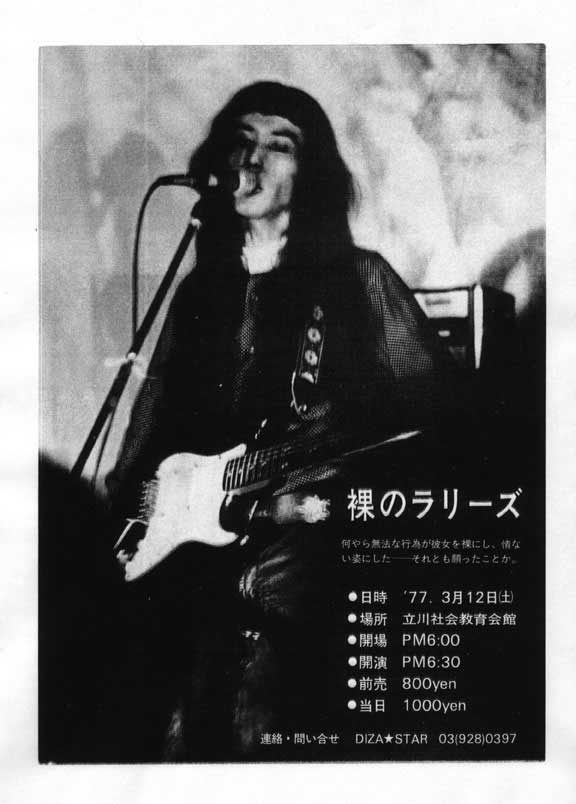 裸のラリーズ
何やら無法な行為が彼女を裸にし、情な
い姿にした――それとも願ったことか。
●日時 '77. 3月12日(土)
●場所 立川社会教育会館
●開場 PM6:00
●開演 PM6:30
●前売 800yen
●当日 1000yen
連絡・問い合せ DIZA★STAR 03(928)0397